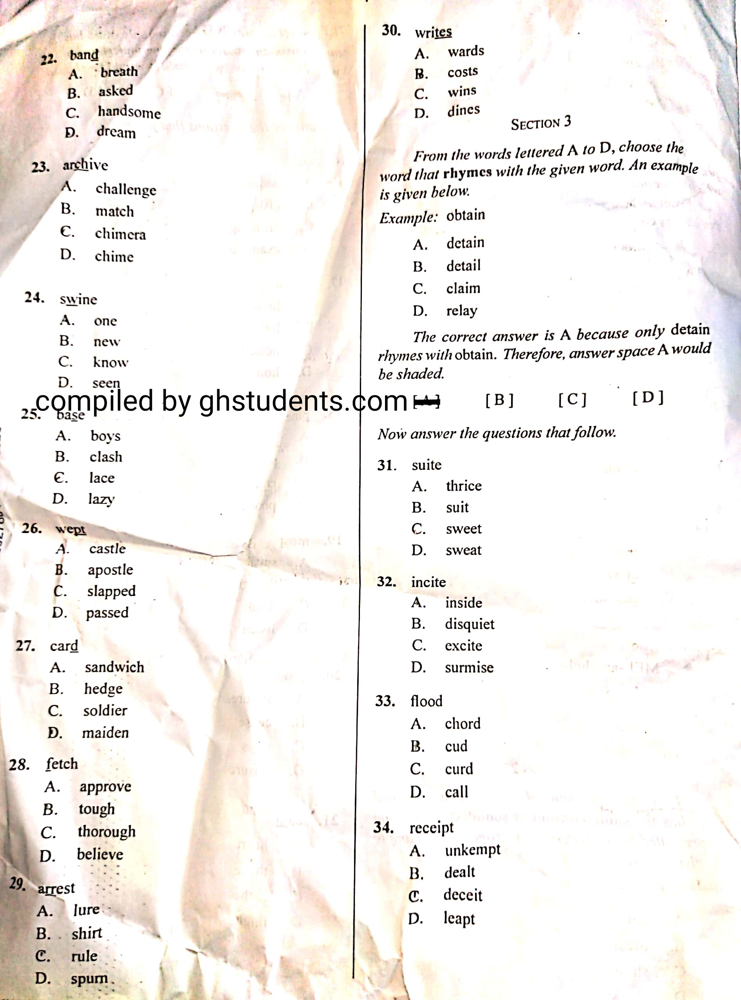 22. band
A. breath
B. asked
C. handsome
D. dream
23. archive
A. challenge
B. match
C. chimera
D. chime
24. swine
A. one
B. new
C. know
D. seen
compiled by ghstudents.com
25. base
A. boys
B. clash
C. lace
D. lazy
26. wept
A. castle
B. apostle
C. slapped
D. passed
27. card
A. sandwich
B. hedge
C. soldier
D. maiden
28. fetch
A. approve
B. tough
C. thorough
D. believe
29. arrest
A. lure
B. shirt
C. rule
D. spurn
30. writes
A. wards
B. costs
C. wins
D. dines
SECTION 3
From the words lettered A to D, choose the
word that rhymes with the given word. An example
is given below.
Example: obtain
A. detain
B. detail
C. claim
D. relay
The correct answer is A because only detain
rhymes with obtain. Therefore, answer space A would
be shaded.
[A] [B] [C] [D]
Now answer the questions that follow.
31. suite
A. thrice
B. suit
C. sweet
D. sweat
32. incite
A. inside
B. disquiet
C. excite
D. surmise
33. flood
A. chord
B. cud
C. curd
D. call
34. receipt
A. unkempt
B. dealt
C. deceit
D. leapt